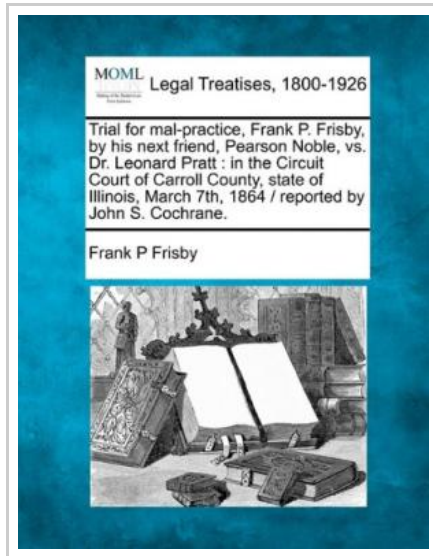 MOML
Legal Treatises, 1800-1926
Trial for mal-practice, Frank P. Frisby,
by his next friend, Pearson Noble, vs.
Dr. Leonard Pratt : in the Circuit
Court of Carroll County, state of
Illinois, March 7th, 1864 / reported by
John S. Cochrane.
Frank P Frisby